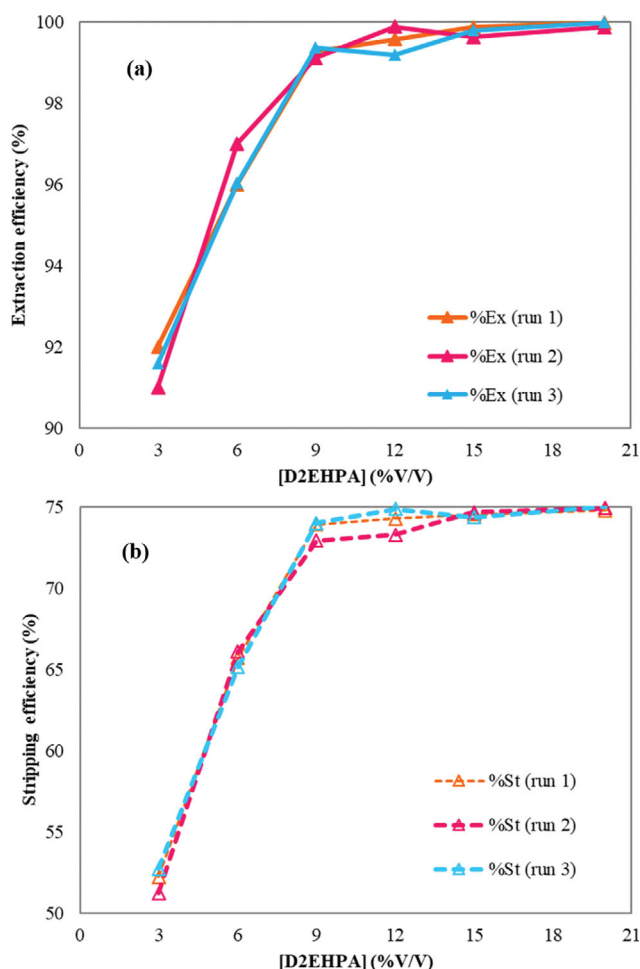 100
98
96
94
92
90
Extraction efficiency (%)
(a)
%Ex (run 1)
%Ex (run 2)
%Ex (run 3)
0 3 6 9 12 15 18 21
[D2EHPA] (%V/V)
75
70
65
60
55
50
Stripping efficiency (%)
(b)
%St (run 1)
%St (run 2)
%St (run 3)
0 3 6 9 12 15 18 21
[D2EHPA] (%V/V)